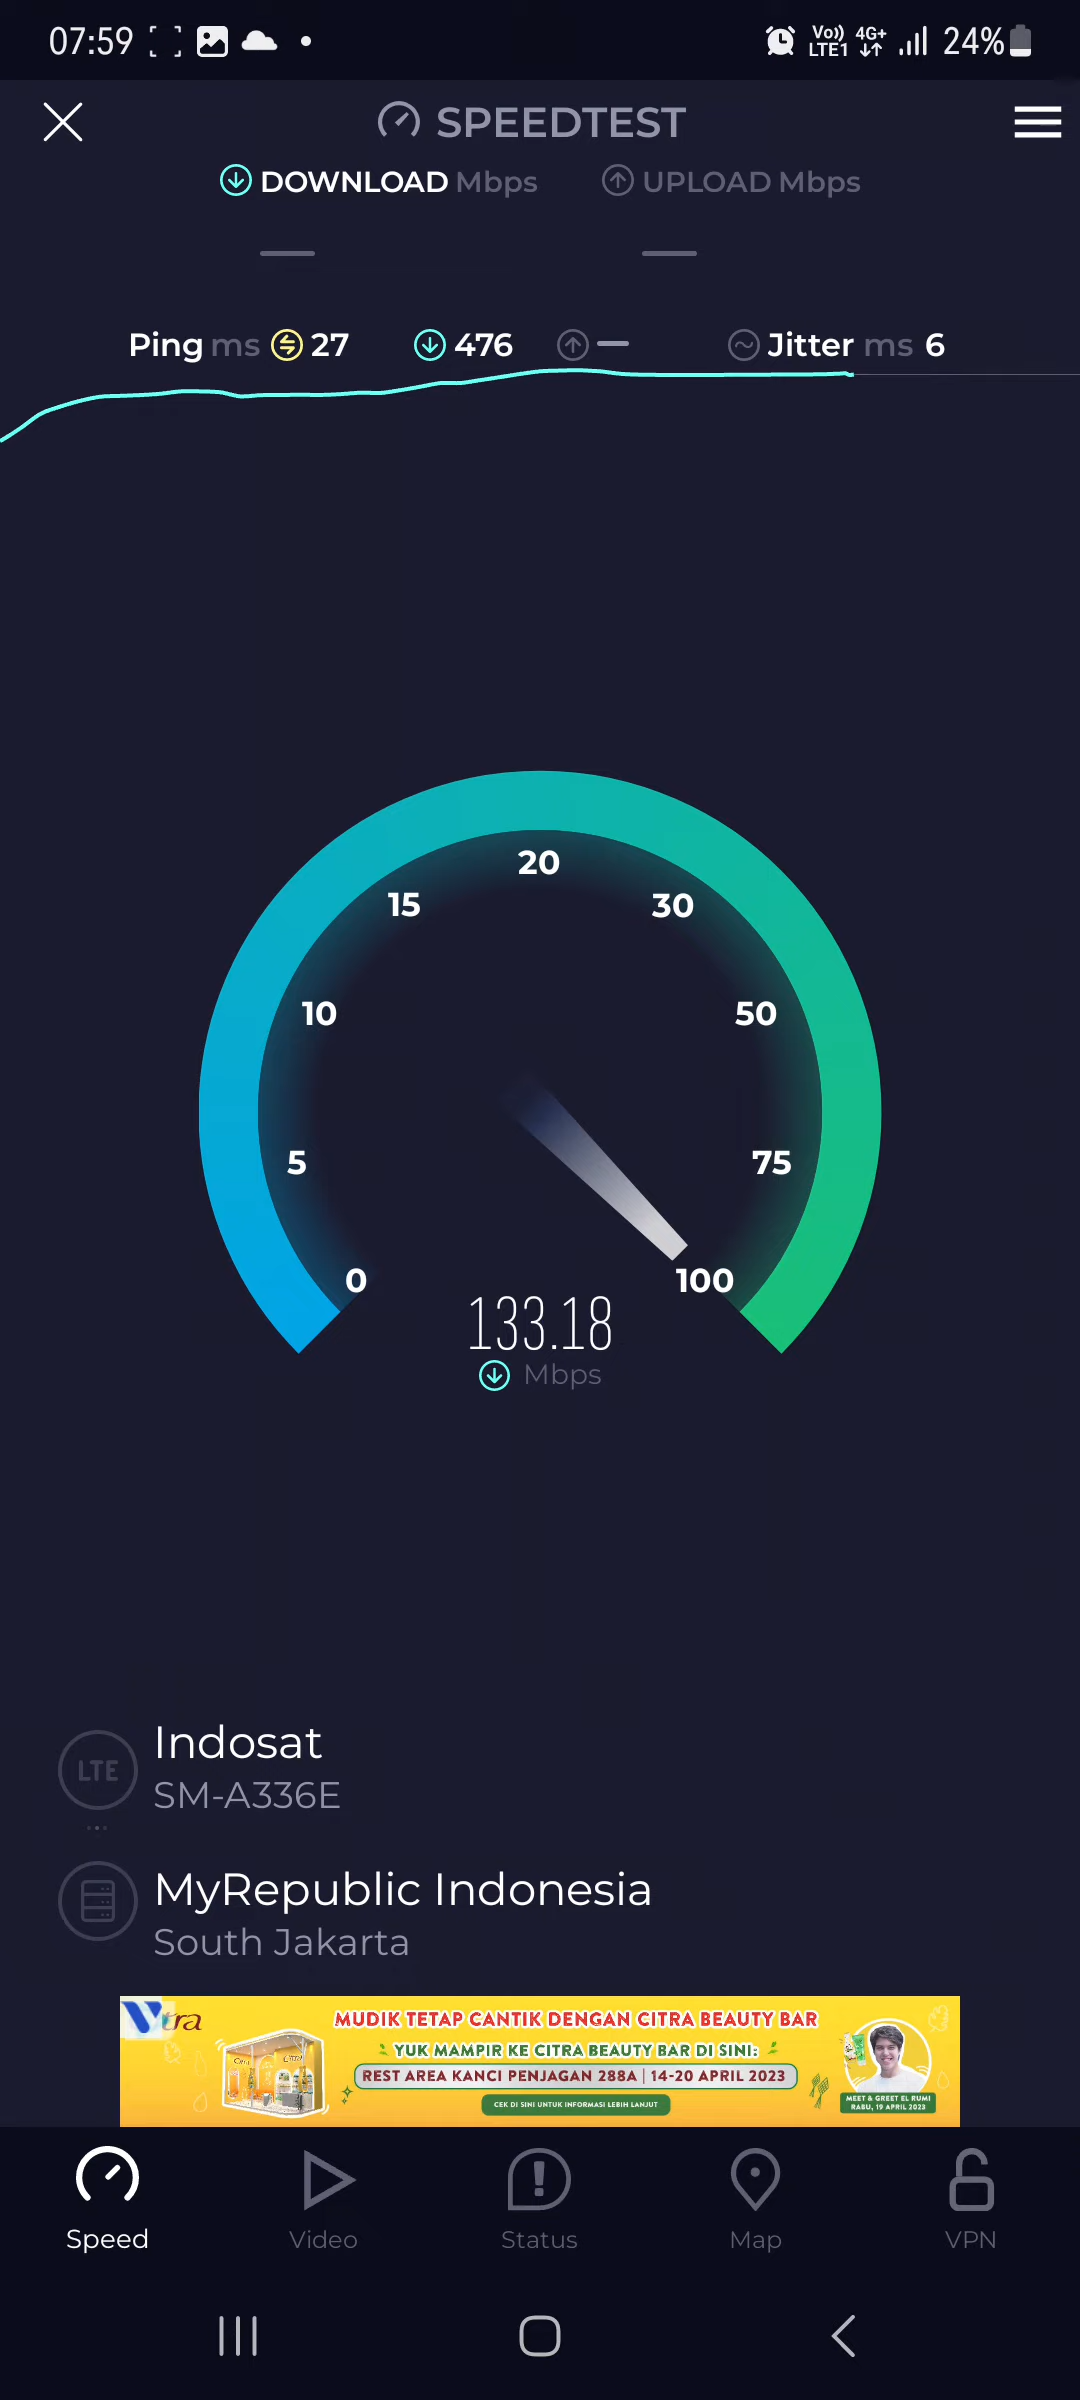 07:59 Vo)) LTE1 4G+ 24%
SPEEDTEST
DOWNLOAD Mbps UPLOAD Mbps
Ping ms 27 476 Jitter ms 6
20
15 30
10 50
5 75
0 100
133.18
Mbps
LTE Indosat
SM-A336E
MyRepublic Indonesia
South Jakarta
MUDIK TETAP CANTIK DENGAN CITRA BEAUTY BAR
YUK MAMPIR KE CITRA BEAUTY BAR DI SINI:
REST AREA KANCI PENJAGAN 288A | 14-20 APRIL 2023
CEK DI SINI UNTUK INFORMASI LEBIH LANJUT
MEET & GREET EL RUMI
RABU, 19 APRIL 2023
Speed Video Status Map VPN